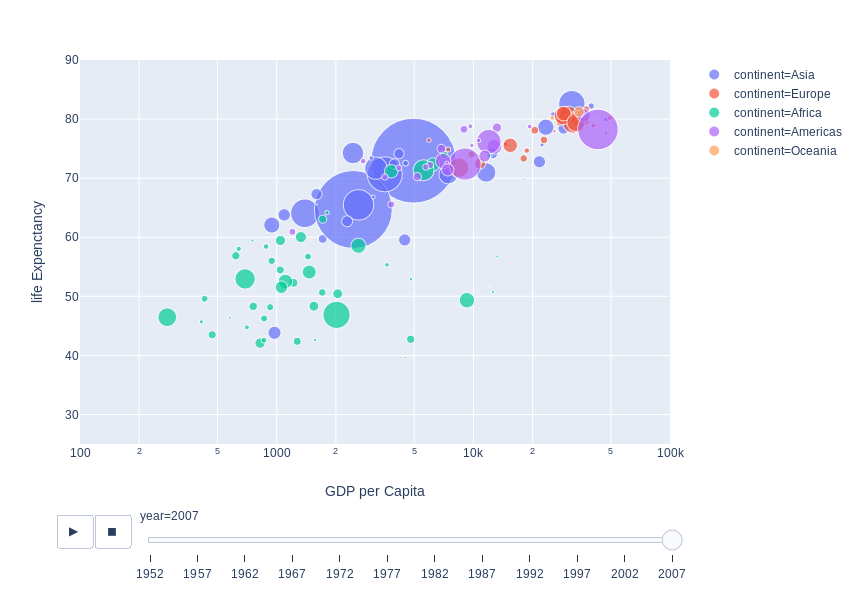 90
80
70
60
50
40
30
life Expenctancy
100 2 5 1000 2 5 10k 2 5 100k
GDP per Capita
continent=Asia
continent=Europe
continent=Africa
continent=Americas
continent=Oceania
year=2007
1952 1957 1962 1967 1972 1977 1982 1987 1992 1997 2002 2007